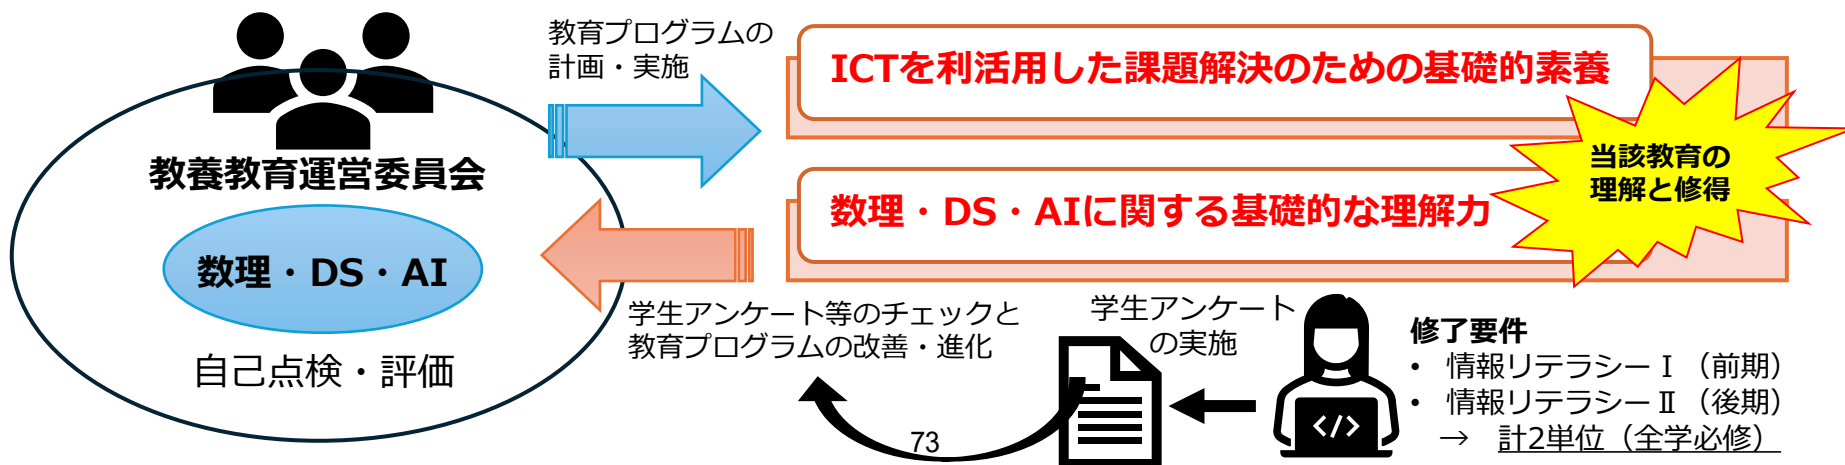 教育プログラムの
計画・実施
ICTを利活用した課題解決のための基礎的素養
当該教育の
理解と修得
教養教育運営委員会
数理・DS・AIに関する基礎的な理解力
数理・DS・AI
自己点検・評価
学生アンケート等のチェックと
教育プログラムの改善・進化
学生アンケート
の実施
修了要件
• 情報リテラシーⅠ（前期）
• 情報リテラシーⅡ（後期）
→ 計2単位（全学必修）
</>
73